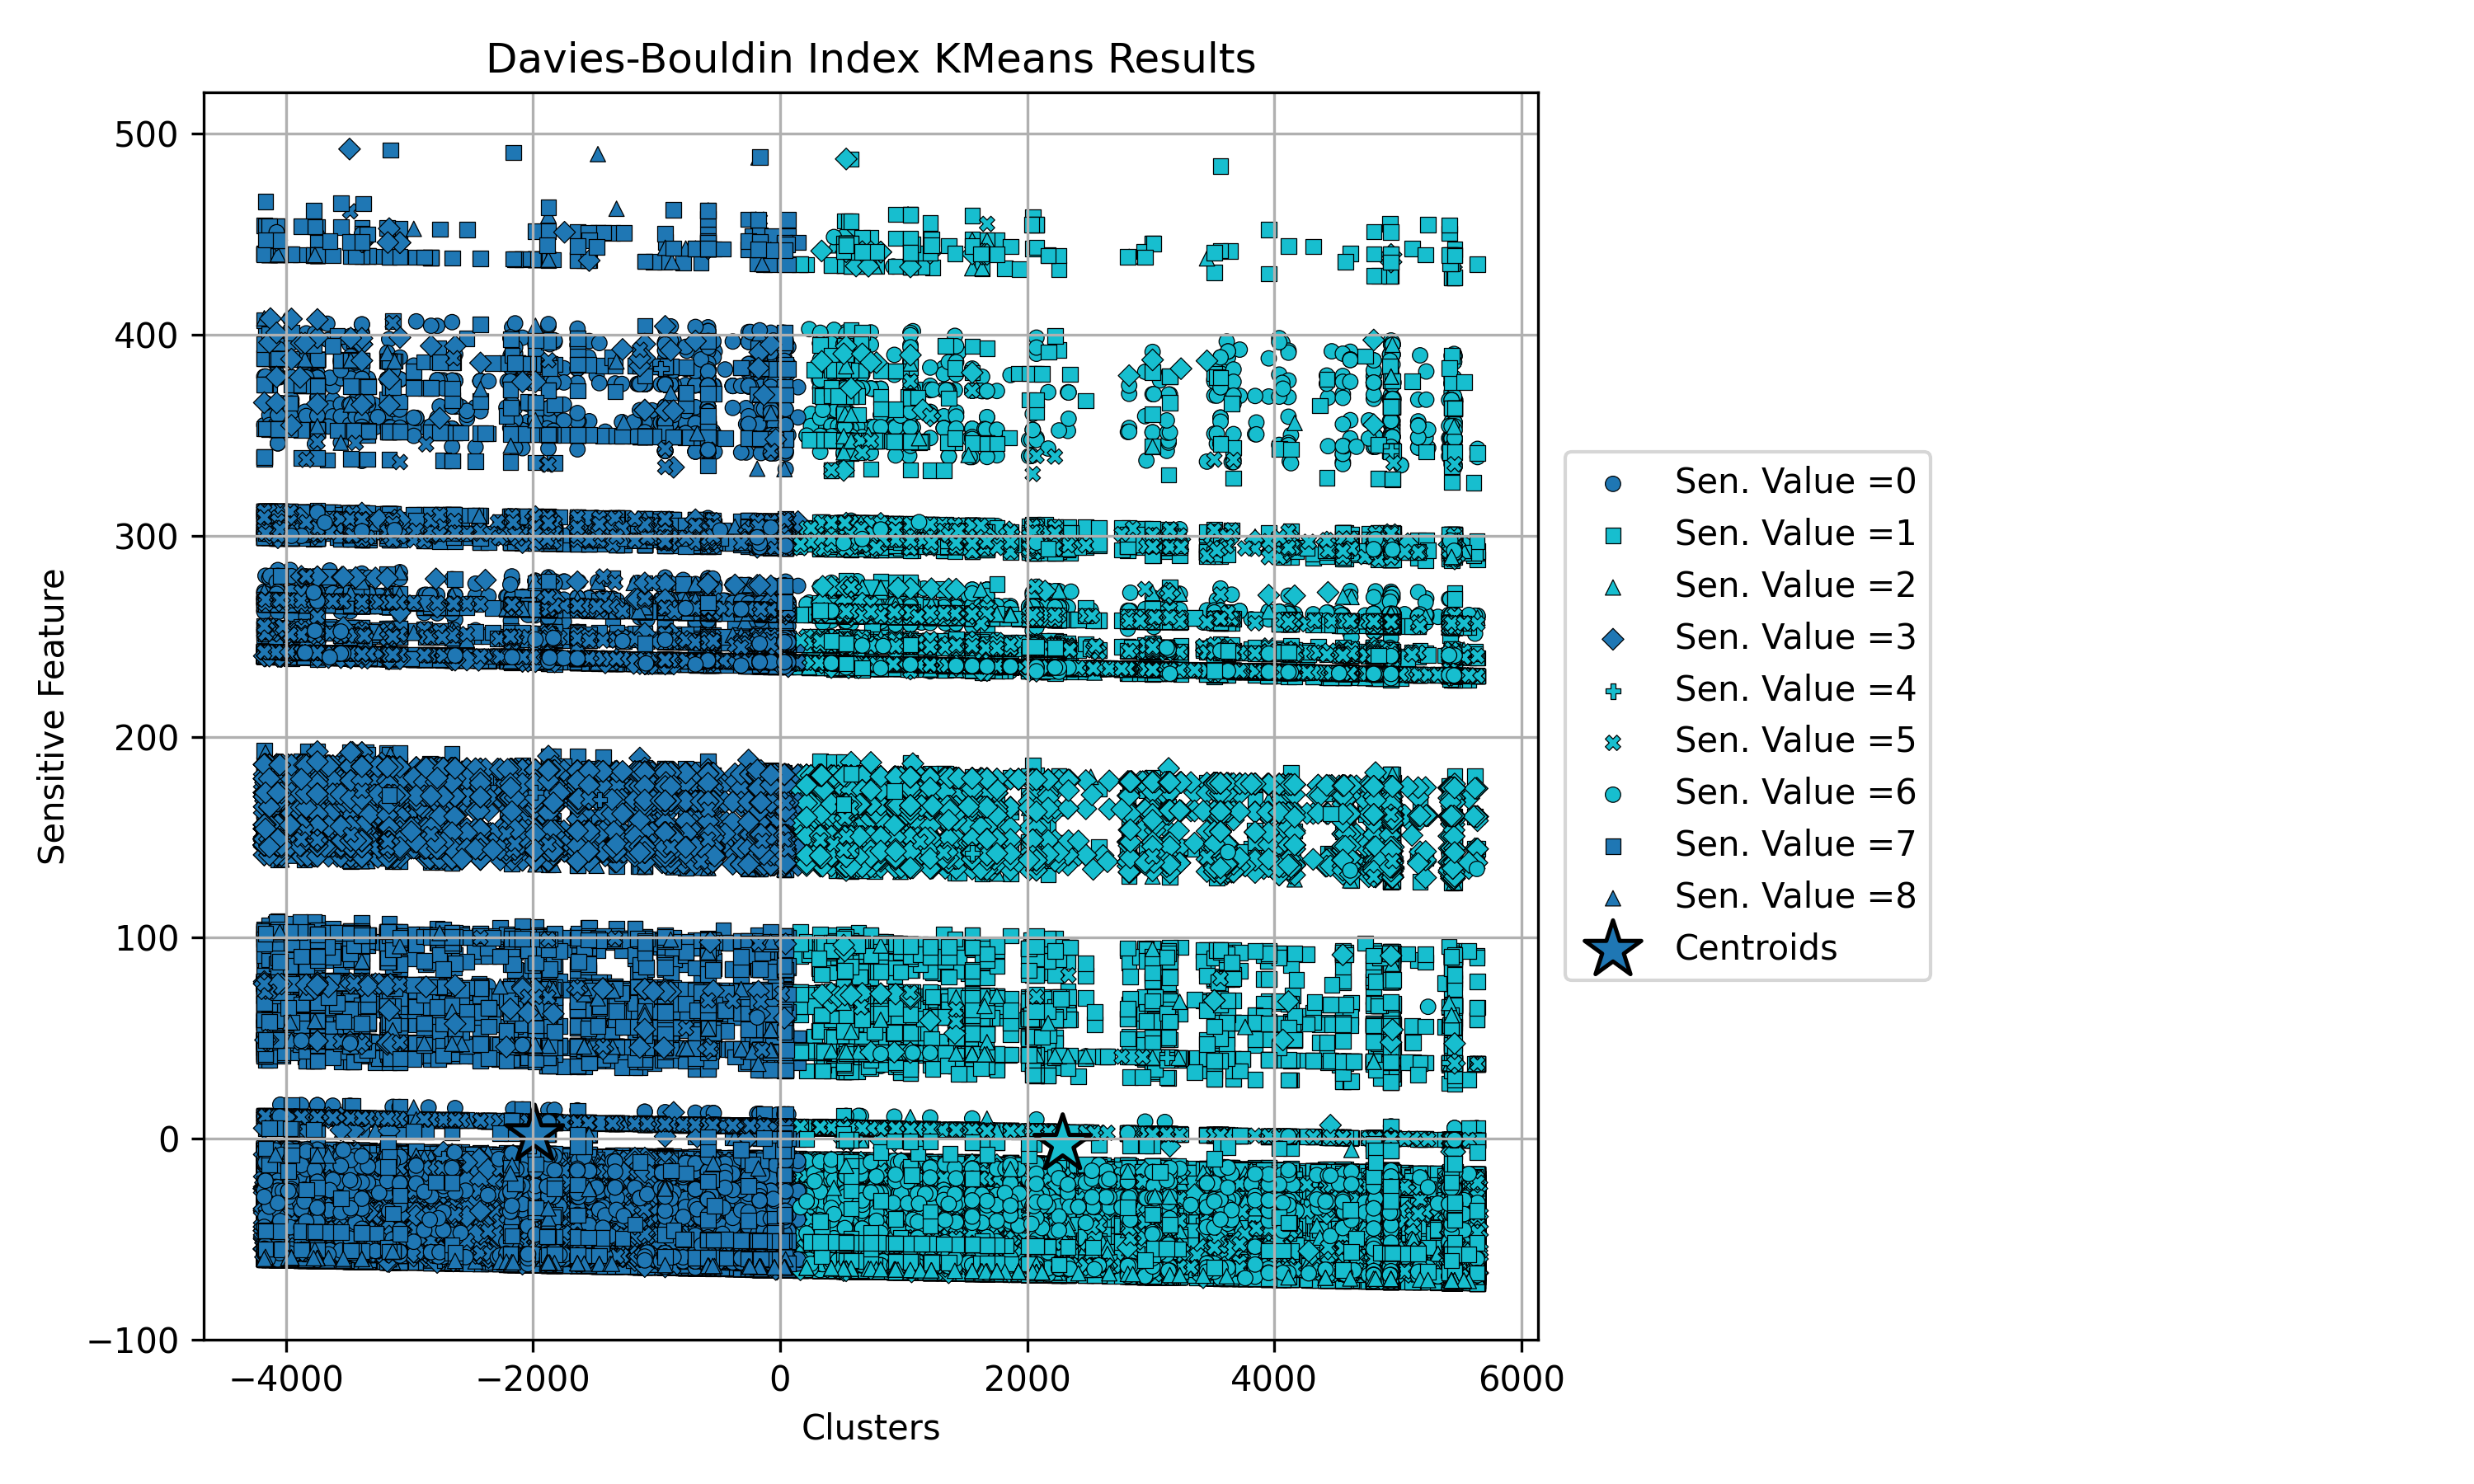 Davies-Bouldin Index KMeans Results
Sensitive Feature
500
400
300
200
100
0
−100
−4000
−2000
0
2000
4000
6000
Clusters
Sen. Value =0
Sen. Value =1
Sen. Value =2
Sen. Value =3
Sen. Value =4
Sen. Value =5
Sen. Value =6
Sen. Value =7
Sen. Value =8
Centroids